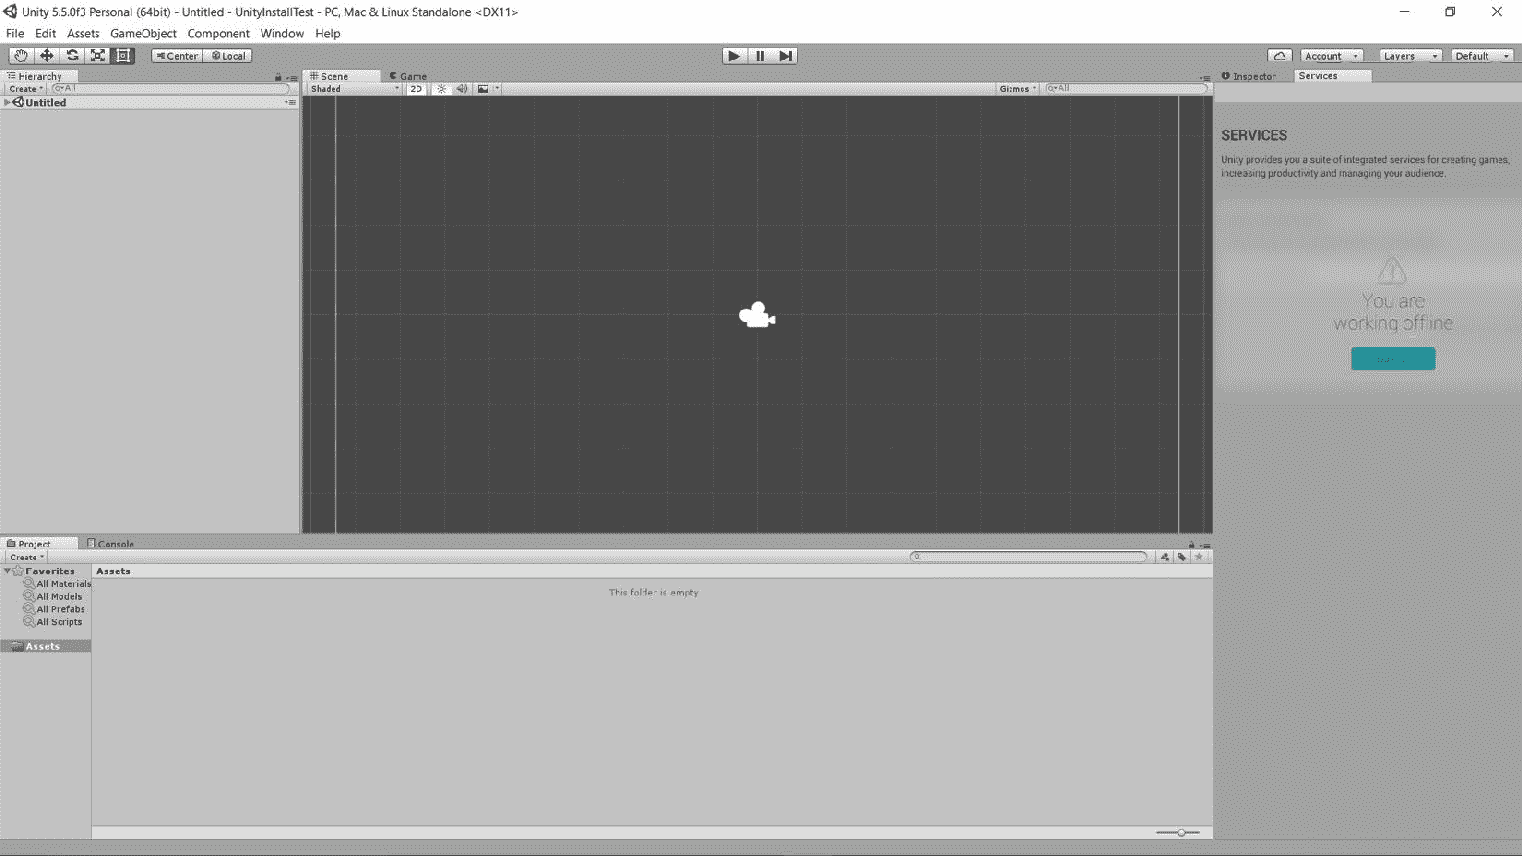 Unity 5.5.0f3 Personal (64bit) - Untitled - UnityInstallTest - PC, Mac & Linux Standalone <DX11>
File Edit Assets GameObject Component Window Help
Center Local Account Layers Default
Hierarchy
Create All
Untitled
Scene Game
Shaded 2D Gizmos All
Inspector Services
SERVICES
Unity provides you a suite of integrated services for creating games,
increasing productivity and managing your audience.
You are
working offline
Project Console
Create
Favorites
All Materials
All Models
All Prefabs
All Scripts
Assets
Assets
This folder is empty